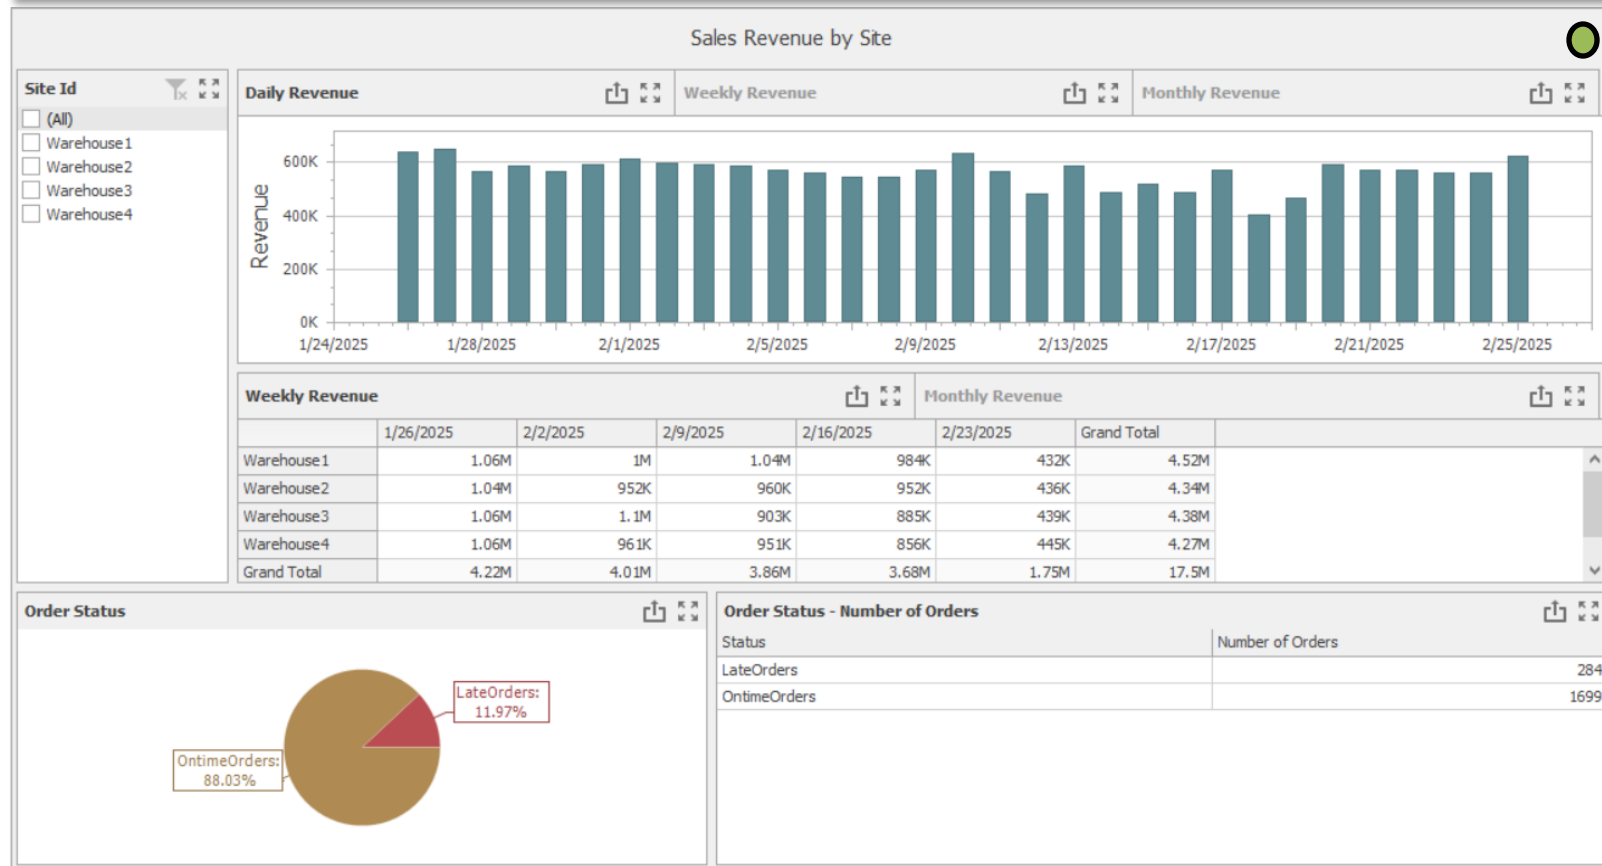 Sales Revenue by Site
Site Id
(All)
Warehouse1
Warehouse2
Warehouse3
Warehouse4
Daily Revenue
Weekly Revenue
Monthly Revenue
Revenue
600K
400K
200K
0K
1/24/2025 1/28/2025 2/1/2025 2/5/2025 2/9/2025 2/13/2025 2/17/2025 2/21/2025 2/25/2025
Weekly Revenue
Monthly Revenue
1/26/2025 2/2/2025 2/9/2025 2/16/2025 2/23/2025 Grand Total
Warehouse1 1.06M 1M 1.04M 984K 432K 4.52M
Warehouse2 1.04M 952K 960K 952K 436K 4.34M
Warehouse3 1.06M 1.1M 903K 885K 439K 4.38M
Warehouse4 1.06M 961K 951K 856K 445K 4.27M
Grand Total 4.22M 4.01M 3.86M 3.68M 1.75M 17.5M
Order Status
LateOrders:
11.97%
OntimeOrders:
88.03%
Order Status - Number of Orders
Status Number of Orders
LateOrders 284
OntimeOrders 1699